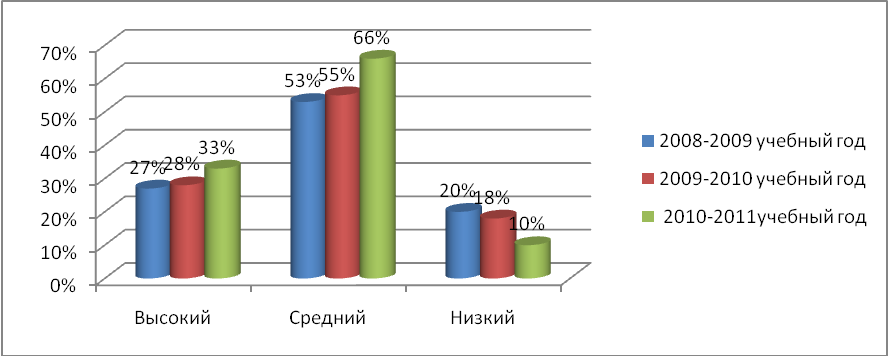 70%
60%
50%
40%
30%
20%
10%
0%
27%
28%
33%
53%
55%
66%
20%
18%
10%
Высокий
Средний
Низкий
2008-2009 учебный год
2009-2010 учебный год
2010-2011учебный год